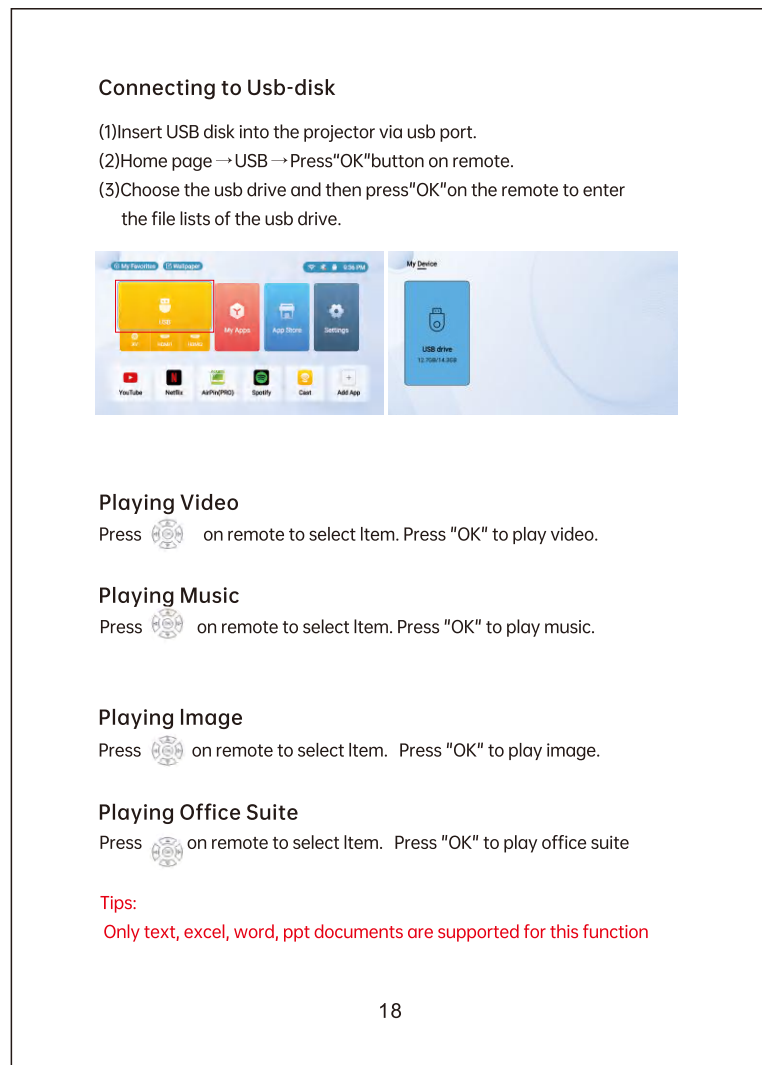 Connecting to Usb-disk
(1)Insert USB disk into the projector via usb port.
(2)Home page →USB →Press"OK"button on remote.
(3)Choose the usb drive and then press"OK"on the remote to enter
the file lists of the usb drive.
My Favorites Wallpaper 6:56 PM
USB
My Apps App Store Settings
HDMI1 HDMI2
YouTube Netflix AirPin(PRO) Spotify Cast Add App
My Device
USB drive
12.7GB/14.3GB
Playing Video
Press on remote to select Item. Press "OK" to play video.
Playing Music
Press on remote to select Item. Press "OK" to play music.
Playing Image
Press on remote to select Item. Press "OK" to play image.
Playing Office Suite
Press on remote to select Item. Press "OK" to play office suite
Tips:
Only text, excel, word, ppt documents are supported for this function
18